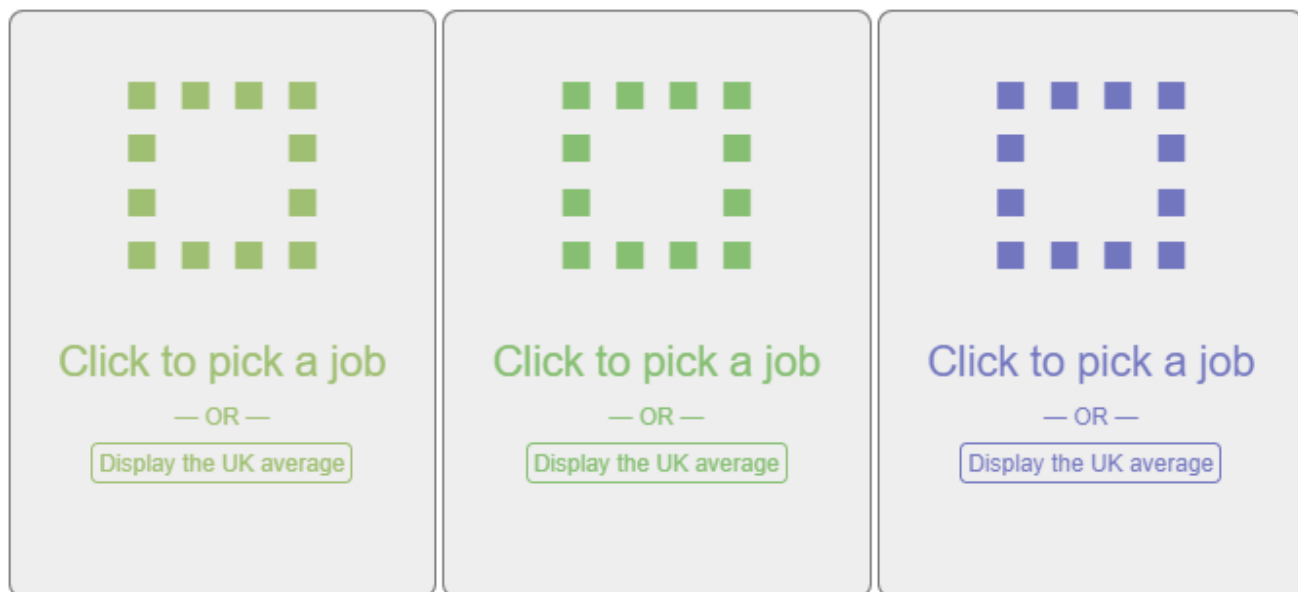 Click to pick a job
— OR —
Display the UK average
Click to pick a job
— OR —
Display the UK average
Click to pick a job
— OR —
Display the UK average